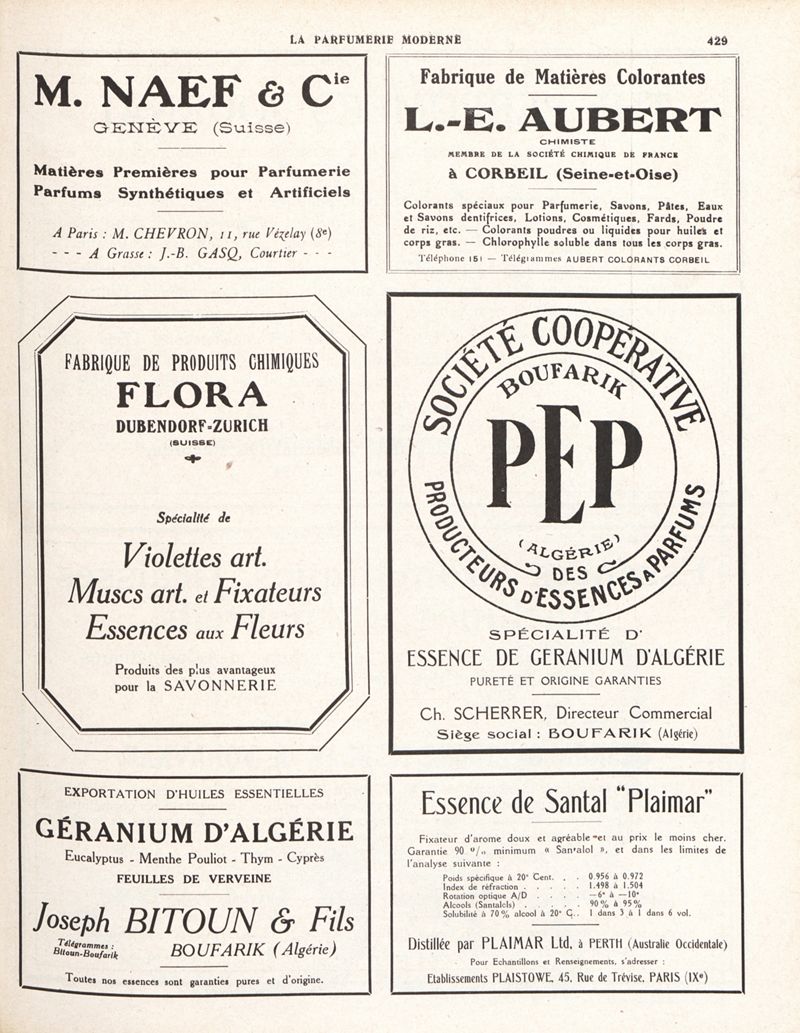 LA PARFUMERIE MODERNE
429
M. NAEF & Cie
GENÈVE (Suisse)
Matières Premières pour Parfumerie
Parfums Synthétiques et Artificiels
A Paris : M. CHEVRON, 11, rue Vézelay (8e)
- - - A Grasse : J.-B. GASQ, Courtier - - -
Fabrique de Matières Colorantes
L.-E. AUBERT
CHIMISTE
MEMBRE DE LA SOCIÉTÉ CHIMIQUE DE FRANCE
à CORBEIL (Seine-et-Oise)
Colorants spéciaux pour Parfumerie, Savons, Pâtes, Eaux
et Savons dentifrices, Lotions, Cosmétiques, Fards, Poudre
de riz, etc. — Colorants poudres ou liquides pour huiles et
corps gras. — Chlorophylle soluble dans tous les corps gras.
Téléphone 151 — Télégrammes AUBERT COLORANTS CORBEIL
FABRIQUE DE PRODUITS CHIMIQUES
FLORA
DUBENDORF-ZURICH
(SUISSE)
Spécialité de
Violettes art.
Muscs art. et Fixateurs
Essences aux Fleurs
Produits des plus avantageux
pour la SAVONNERIE
SOCIÉTÉ COOPÉRATIVE
BOUFARIK
PEP
(ALGÉRIE)
DES
PRODUCTEURS D'ESSENCES A PARFUMS
SPÉCIALITÉ D'
ESSENCE DE GERANIUM D'ALGÉRIE
PURETÉ ET ORIGINE GARANTIES
Ch. SCHERRER, Directeur Commercial
Siège social : BOUFARIK (Algérie)
EXPORTATION D'HUILES ESSENTIELLES
GÉRANIUM D'ALGÉRIE
Eucalyptus - Menthe Pouliot - Thym - Cyprès
FEUILLES DE VERVEINE
Joseph BITOUN & Fils
Télégrammes :
Bitoun-Boufarik
BOUFARIK (Algérie)
Toutes nos essences sont garanties pures et d'origine.
Essence de Santal "Plaimar"
Fixateur d'arome doux et agréable et au prix le moins cher.
Garantie 90 % minimum « Santalol », et dans les limites de
l'analyse suivante :
Poids spécifique à 20° Cent. . . 0.956 à 0.972
Index de réfraction . . . . . 1.498 à 1.504
Rotation optique A/D . . . . —6° à —10°
Alcools (Santalcls) . . . . . 90 % à 95 %
Solubilité à 70 % alcool à 20° C. . 1 dans 3 à 1 dans 6 vol.
Distillée par PLAIMAR Ltd, à PERTH (Australie Occidentale)
Pour Echantillons et Renseignements, s'adresser :
Etablissements PLAISTOWE, 45, Rue de Trévise, PARIS (IXe)